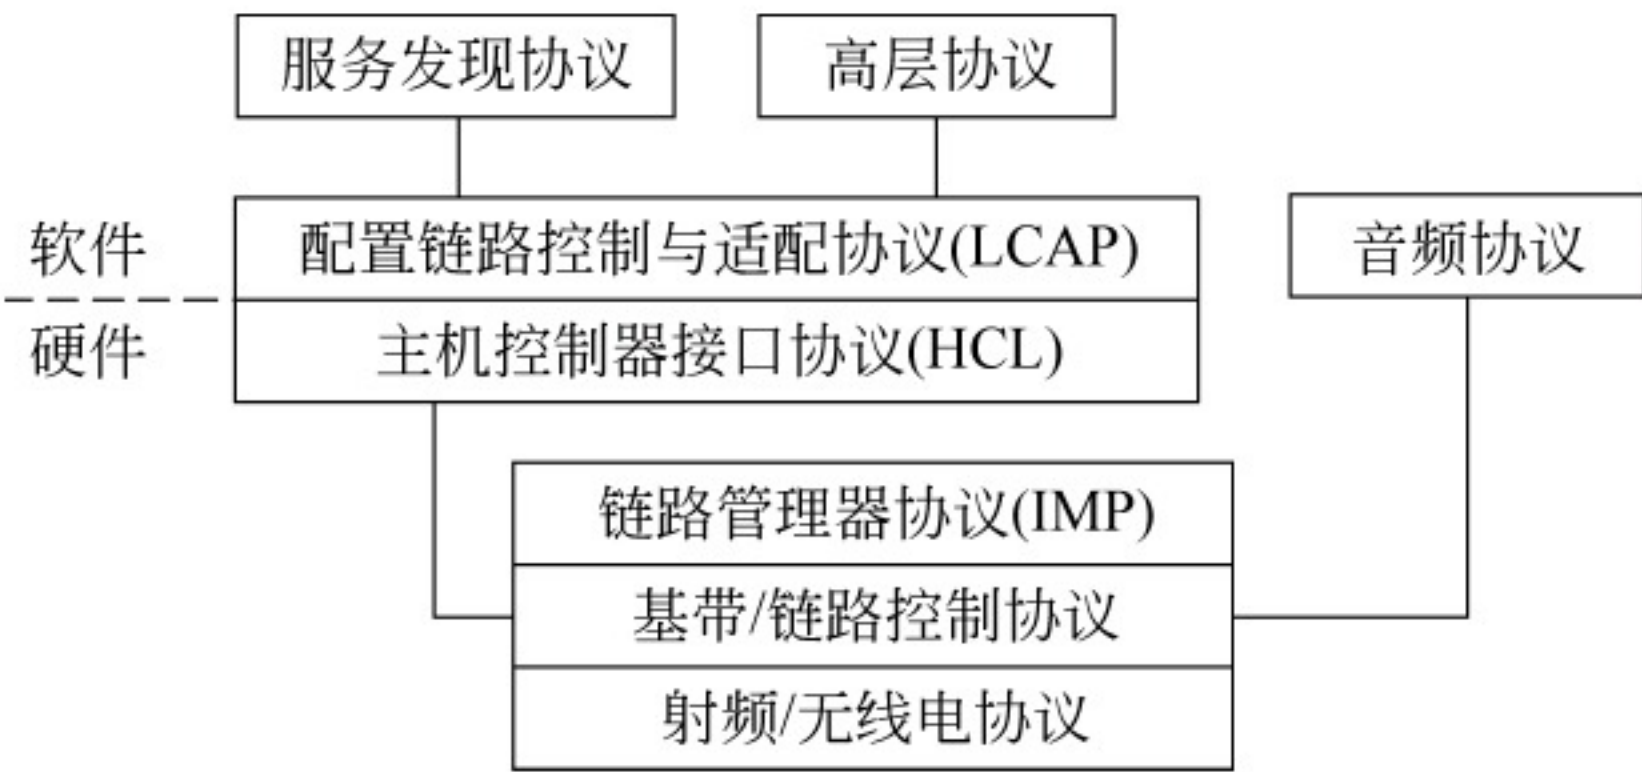 服务发现协议
高层协议
软件
配置链路控制与适配协议(LCAP)
音频协议
硬件
主机控制器接口协议(HCL)
链路管理器协议(IMP)
基带/链路控制协议
射频/无线电协议